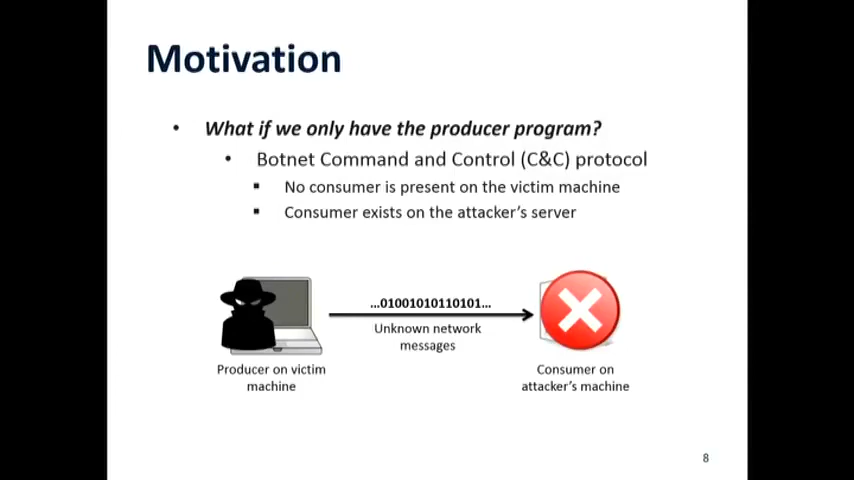 Motivation
• What if we only have the producer program?
• Botnet Command and Control (C&C) protocol
▪ No consumer is present on the victim machine
▪ Consumer exists on the attacker's server
...01001010110101...
Unknown network
messages
Producer on victim
machine
Consumer on
attacker's machine
8